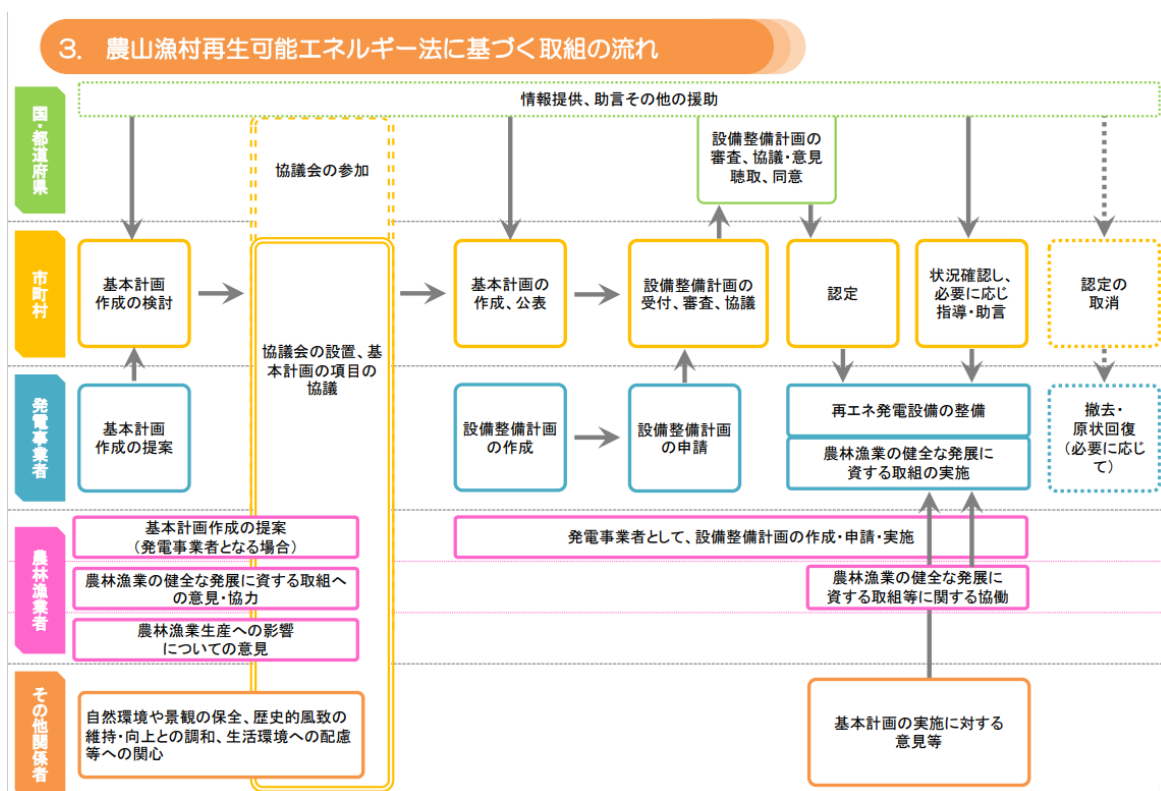 3. 農山漁村再生可能エネルギー法に基づく取組の流れ
国・都道府県
情報提供、助言その他の援助
協議会の参加
設備整備計画の
審査、協議・意見
聴取、同意
市町村
基本計画
作成の検討
協議会の設置、基
本計画の項目の
協議
基本計画の
作成、公表
設備整備計画の
受付、審査、協議
認定
状況確認し、
必要に応じ
指導・助言
認定の
取消
発電事業者
基本計画
作成の提案
設備整備計画
の作成
設備整備計画
の申請
再エネ発電設備の整備
農林漁業の健全な発展に
資する取組の実施
撤去・
原状回復
（必要に応じ
て）
農林漁業者
基本計画作成の提案
（発電事業者となる場合）
発電事業者として、設備整備計画の作成・申請・実施
農林漁業の健全な発展に資する取組へ
の意見・協力
農林漁業の健全な発展に
資する取組等に関する協働
農林漁業生産への影響
についての意見
その他関係者
自然環境や景観の保全、歴史的風致の
維持・向上との調和、生活環境への配慮
等への関心
基本計画の実施に対する
意見等